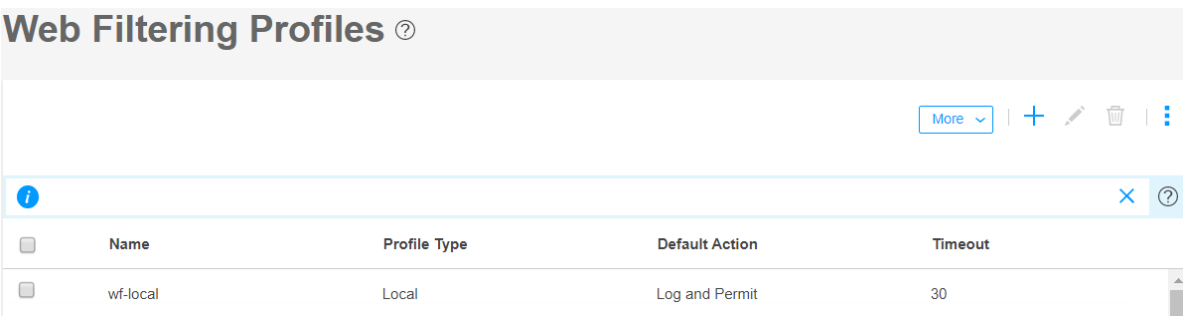 Web Filtering Profiles ?
More
i
?
Name Profile Type Default Action Timeout
wf-local Local Log and Permit 30